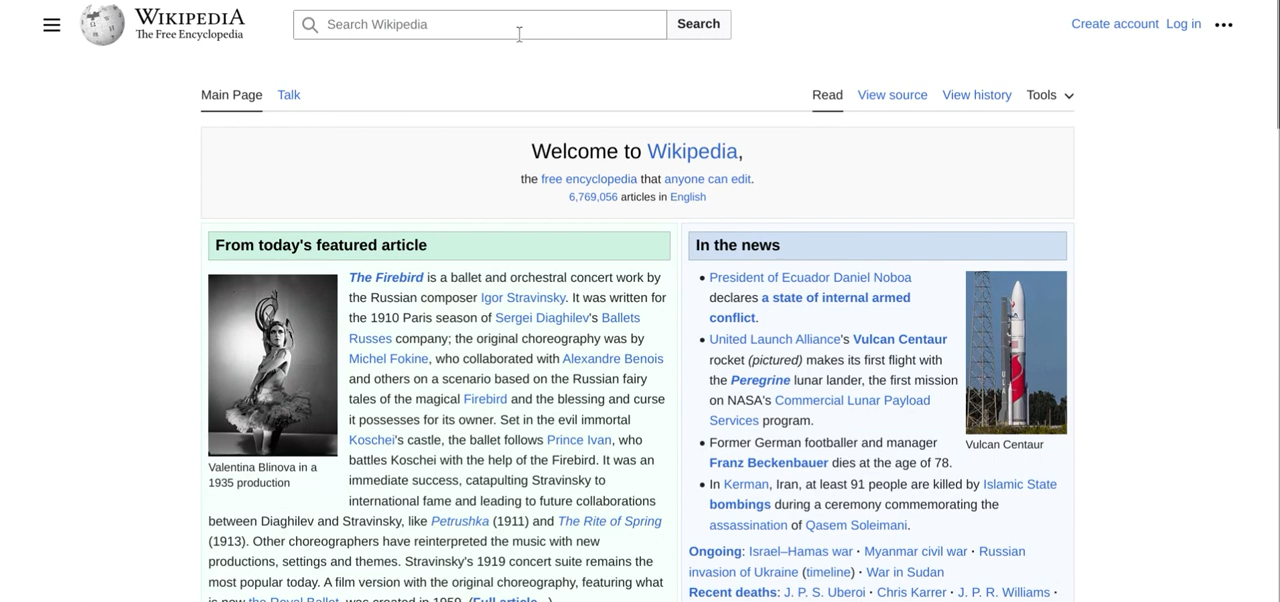 WIKIPEDIA
The Free Encyclopedia
Search Wikipedia
Search
Create account Log in
Main Page Talk
Read View source View history Tools
Welcome to Wikipedia,
the free encyclopedia that anyone can edit.
6,769,056 articles in English
From today's featured article
The Firebird is a ballet and orchestral concert work by
the Russian composer Igor Stravinsky. It was written for
the 1910 Paris season of Sergei Diaghilev's Ballets
Russes company; the original choreography was by
Michel Fokine, who collaborated with Alexandre Benois
and others on a scenario based on the Russian fairy
tales of the magical Firebird and the blessing and curse
it possesses for its owner. Set in the evil immortal
Koschei's castle, the ballet follows Prince Ivan, who
battles Koschei with the help of the Firebird. It was an
immediate success, catapulting Stravinsky to
international fame and leading to future collaborations
between Diaghilev and Stravinsky, like Petrushka (1911) and The Rite of Spring
(1913). Other choreographers have reinterpreted the music with new
productions, settings and themes. Stravinsky's 1919 concert suite remains the
most popular today. A film version with the original choreography, featuring what
is now the Royal Ballet, was created in 1959. (Full article...)
Valentina Blinova in a
1935 production
In the news
• President of Ecuador Daniel Noboa
declares a state of internal armed
conflict.
• United Launch Alliance's Vulcan Centaur
rocket (pictured) makes its first flight with
the Peregrine lunar lander, the first mission
on NASA's Commercial Lunar Payload
Services program.
• Former German footballer and manager
Franz Beckenbauer dies at the age of 78.
• In Kerman, Iran, at least 91 people are killed by Islamic State
bombings during a ceremony commemorating the
assassination of Qasem Soleimani.
Vulcan Centaur
Ongoing: Israel–Hamas war · Myanmar civil war · Russian
invasion of Ukraine (timeline) · War in Sudan
Recent deaths: J. P. S. Uberoi · Chris Karrer · J. P. R. Williams ·